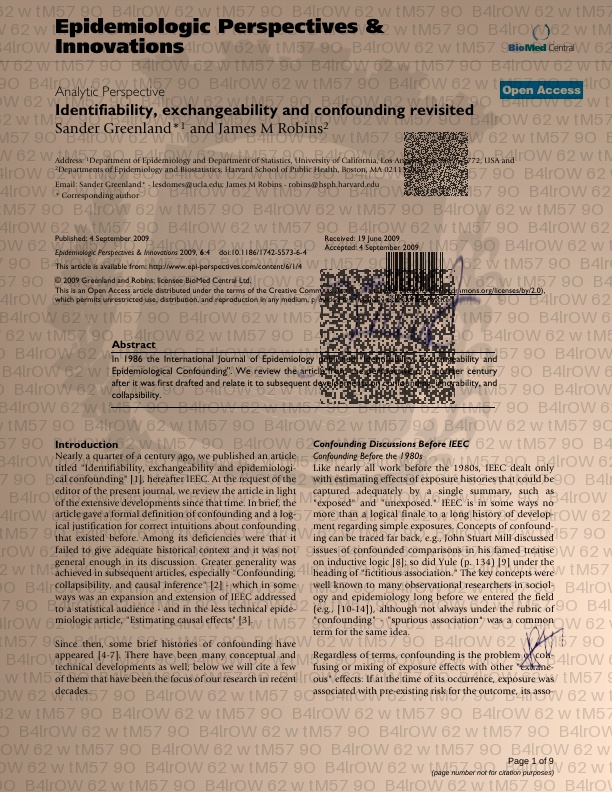 Epidemiologic Perspectives &
Innovations
BioMed Central
Open Access
Analytic Perspective
Identifiability, exchangeability and confounding revisited
Sander Greenland*1 and James M Robins2
Address: 1Department of Epidemiology and Department of Statistics, University of California, Los 772, USA and
2Departments of Epidemiology and Biostatistics, Harvard School of Public Health, Boston, MA 02115
Email: Sander Greenland* - lesdomes@ucla.edu; James M Robins - robins@hsph.harvard.edu
* Corresponding author
Published: 4 September 2009
Epidemiologic Perspectives & Innovations 2009, 6:4 doi:10.1186/1742-5573-6-4
Received: 19 June 2009
Accepted: 4 September 2009
This article is available from: http://www.epi-perspectives.com/content/6/1/4
© 2009 Greenland and Robins; licensee BioMed Central Ltd.
This is an Open Access article distributed under the terms of the Creative ommons.org/licenses/by/2.0),
which permits unrestricted use, distribution, and reproduction in any medium,
Abstract
In 1986 the International Journal of Epidemiology and
Epidemiological Confounding". We review the century
after it was first drafted and relate it to subsequent and
collapsibility.
Introduction
Nearly a quarter of a century ago, we published an article
titled "Identifiability, exchangeability and epidemiologi-
cal confounding" [1], hereafter IEEC. At the request of the
editor of the present journal, we review the article in light
of the extensive developments since that time. In brief, the
article gave a formal definition of confounding and a log-
ical justification for correct intuitions about confounding
that existed before. Among its deficiencies were that it
failed to give adequate historical context and it was not
general enough in its discussion. Greater generality was
achieved in subsequent articles, especially "Confounding,
collapsibility, and causal inference" [2] - which in some
ways was an expansion and extension of IEEC addressed
to a statistical audience - and in the less technical epide-
miologic article, "Estimating causal effects" [3].
Since then, some brief histories of confounding have
appeared [4-7]. There have been many conceptual and
technical developments as well; below we will cite a few
of them that have been the focus of our research in recent
decades.
Confounding Discussions Before IEEC
Confounding Before the 1980s
Like nearly all work before the 1980s, IEEC dealt only
with estimating effects of exposure histories that could be
captured adequately by a single summary, such as
"exposed" and "unexposed." IEEC is in some ways no
more than a logical finale to a long history of develop-
ment regarding simple exposures. Concepts of confound-
ing can be traced far back, e.g., John Stuart Mill discussed
issues of confounded comparisons in his famed treatise
on inductive logic [8]; so did Yule (p. 134) [9] under the
heading of "fictitious association." The key concepts were
well known to many observational researchers in sociol-
ogy and epidemiology long before we entered the field
(e.g., [10-14]), although not always under the rubric of
"confounding" - "spurious association" was a common
term for the same idea.
Regardless of terms, confounding is the problem of con-
fusing or mixing of exposure effects with other "extrane-
ous" effects: If at the time of its occurrence, exposure was
associated with pre-existing risk for the outcome, its asso-
Page 1 of 9
(page number not for citation purposes)